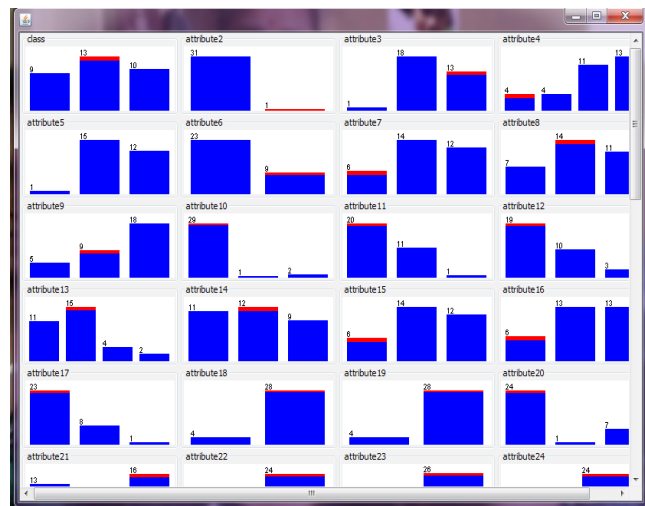 class attribute2 attribute3 attribute4
9 13 10 31 1 1 18 13 4 4 11 13
attribute5 attribute6 attribute7 attribute8
1 15 12 23 9 6 14 12 7 14 11
attribute9 attribute10 attribute11 attribute12
5 9 18 29 1 2 20 11 1 19 10 3
attribute13 attribute14 attribute15 attribute16
11 15 4 2 11 12 9 6 14 12 6 13 13
attribute17 attribute18 attribute19 attribute20
23 8 1 4 28 4 28 24 1 7
attribute21 attribute22 attribute23 attribute24
13 16 24 26 24